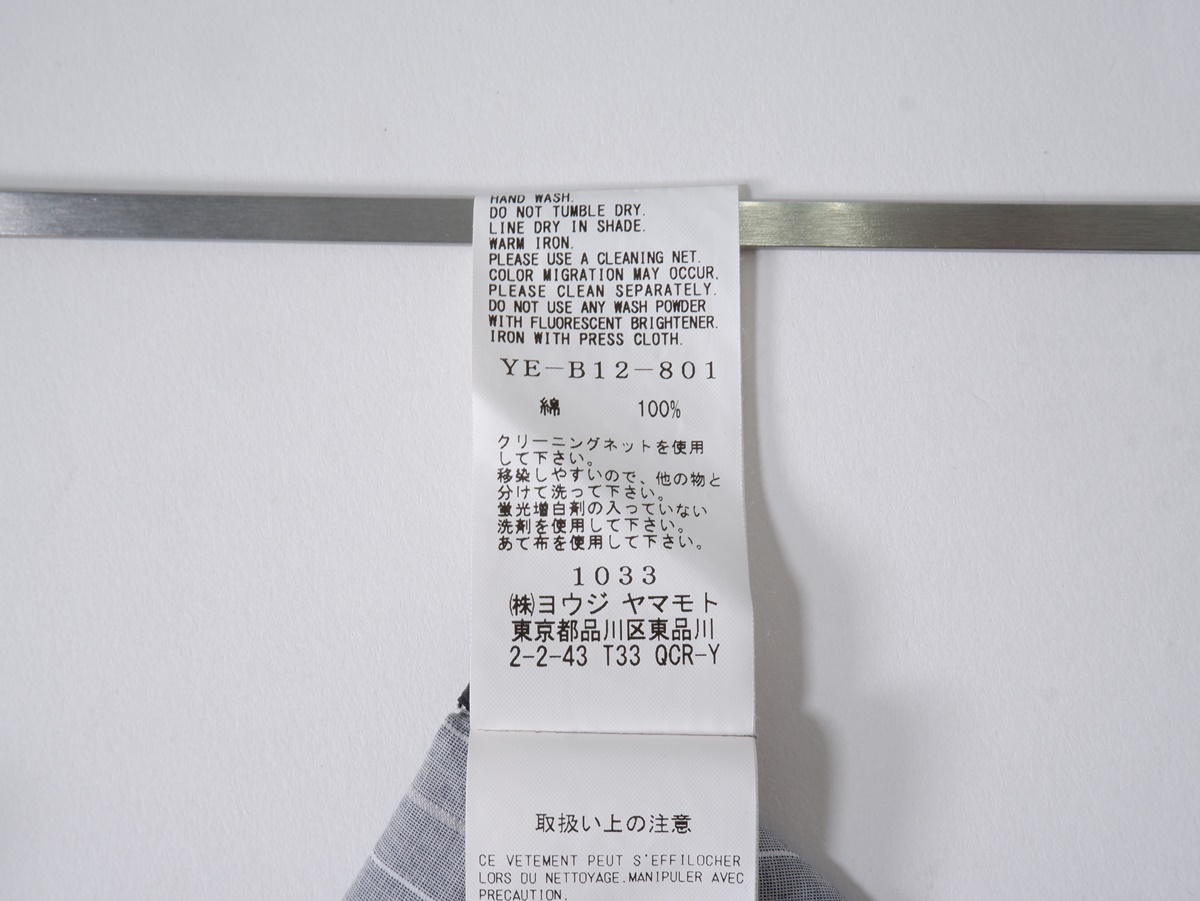 HAND WASH.
DO NOT TUMBLE DRY.
LINE DRY IN SHADE.
WARM IRON.
PLEASE USE A CLEANING NET.
COLOR MIGRATION MAY OCCUR.
PLEASE CLEAN SEPARATELY.
DO NOT USE ANY WASH POWDER
WITH FLUORESCENT BRIGHTENER.
IRON WITH PRESS CLOTH.
YE-B12-801
綿 100%
クリーニングネットを使用
して下さい。
移染しやすいので、他の物と
分けて洗って下さい。
蛍光増白剤の入っていない
洗剤を使用して下さい。
あて布を使用して下さい。
1033
㈱ヨウジ ヤマモト
東京都品川区東品川
2-2-43 T33 QCR-Y
取扱い上の注意
CE VETEMENT PEUT S'EFFILOCHER
LORS DU NETTOYAGE.MANIPULER AVEC
PRECAUTION.